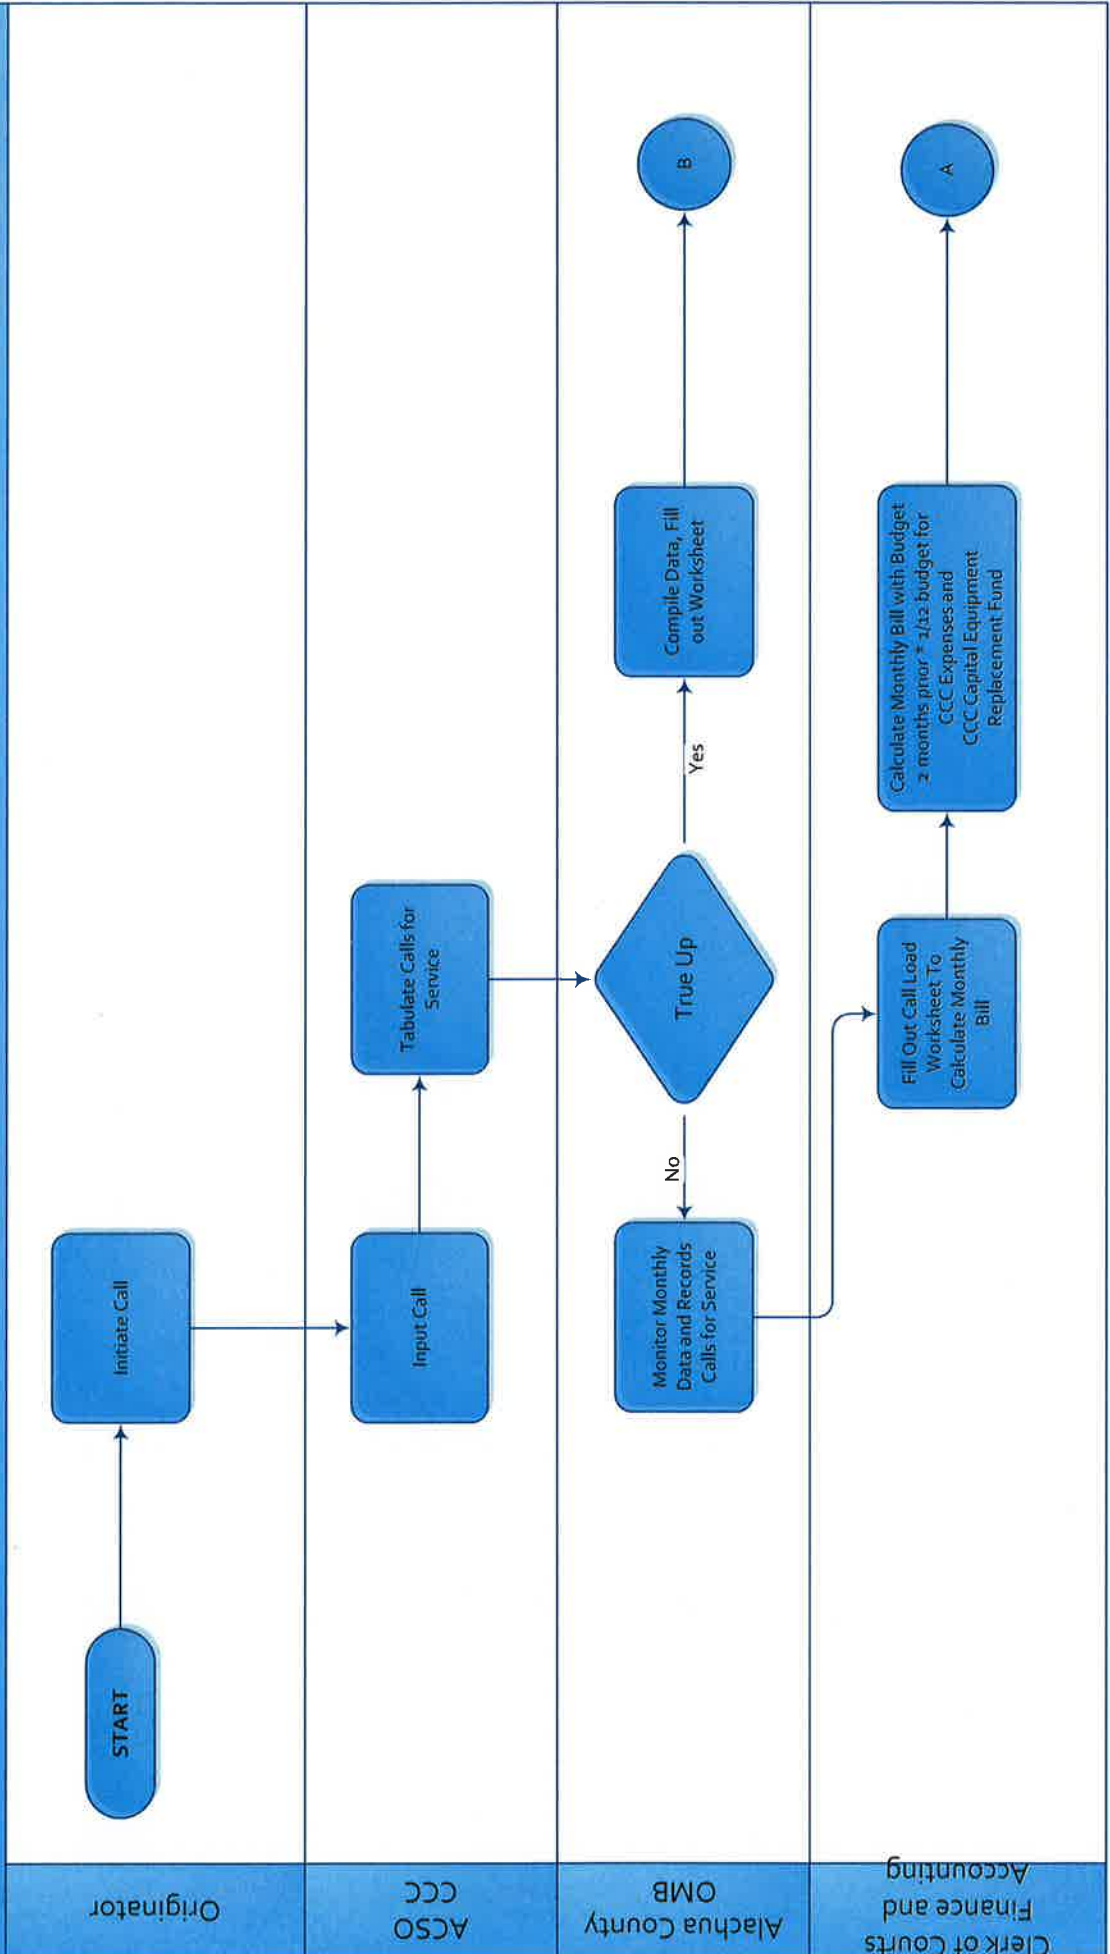 Originator
START
Initiate Call
ACSO
CCC
Input Call
Tabulate Calls for
Service
Alachua County
OMB
Monitor Monthly
Data and Records
Calls for Service
No
True Up
Yes
Compile Data, Fill
out Worksheet
B
Clerk of Courts
Finance and
Accounting
Fill Out Call Load
Worksheet To
Calculate Monthly
Bill
Calculate Monthly Bill with Budget
2 months prior * 1/12 budget for
CCC Expenses and
CCC Capital Equipment
Replacement Fund
A